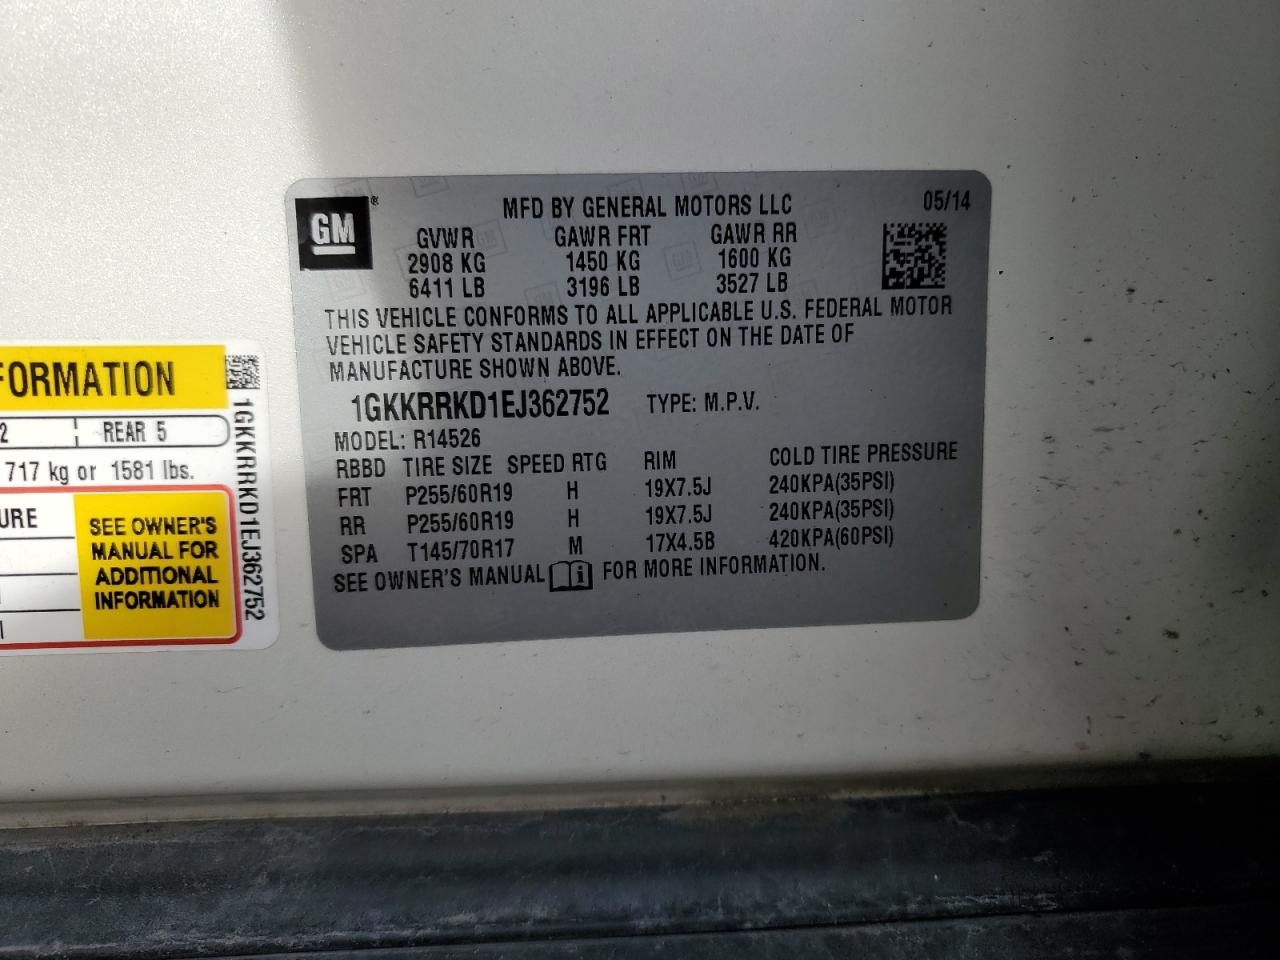 GM ®
MFD BY GENERAL MOTORS LLC 05/14
GVWR GAWR FRT GAWR RR
2908 KG 1450 KG 1600 KG
6411 LB 3196 LB 3527 LB
THIS VEHICLE CONFORMS TO ALL APPLICABLE U.S. FEDERAL MOTOR
VEHICLE SAFETY STANDARDS IN EFFECT ON THE DATE OF
MANUFACTURE SHOWN ABOVE.
1GKKRRKD1EJ362752 TYPE: M.P.V.
MODEL: R14526
RBBD TIRE SIZE SPEED RTG RIM COLD TIRE PRESSURE
FRT P255/60R19 H 19X7.5J 240KPA(35PSI)
RR P255/60R19 H 19X7.5J 240KPA(35PSI)
SPA T145/70R17 M 17X4.5B 420KPA(60PSI)
SEE OWNER'S MANUAL i FOR MORE INFORMATION.
FORMATION
2 REAR 5
717 kg or 1581 lbs.
URE
SEE OWNER'S
MANUAL FOR
ADDITIONAL
INFORMATION
1GKKRRKD1EJ362752